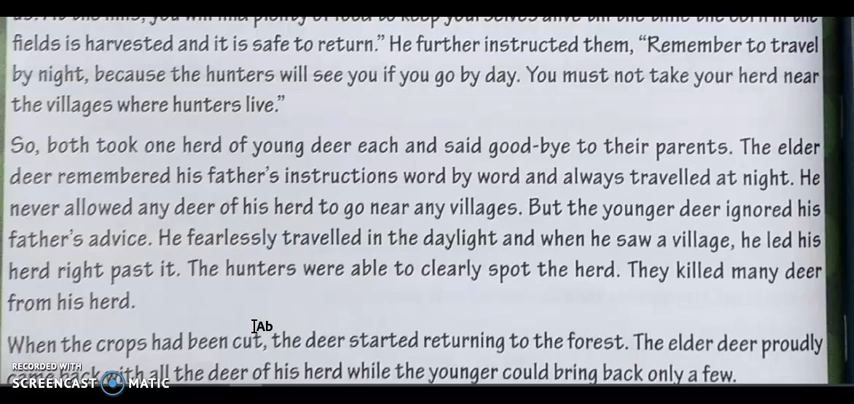 fields is harvested and it is safe to return.” He further instructed them, “Remember to travel
by night, because the hunters will see you if you go by day. You must not take your herd near
the villages where hunters live.”
So, both took one herd of young deer each and said good-bye to their parents. The elder
deer remembered his father’s instructions word by word and always travelled at night. He
never allowed any deer of his herd to go near any villages. But the younger deer ignored his
father’s advice. He fearlessly travelled in the daylight and when he saw a village, he led his
herd right past it. The hunters were able to clearly spot the herd. They killed many deer
from his herd.
Ab
When the crops had been cut, the deer started returning to the forest. The elder deer proudly
came back with all the deer of his herd while the younger could bring back only a few.
RECORDED WITH
SCREENCAST MATIC